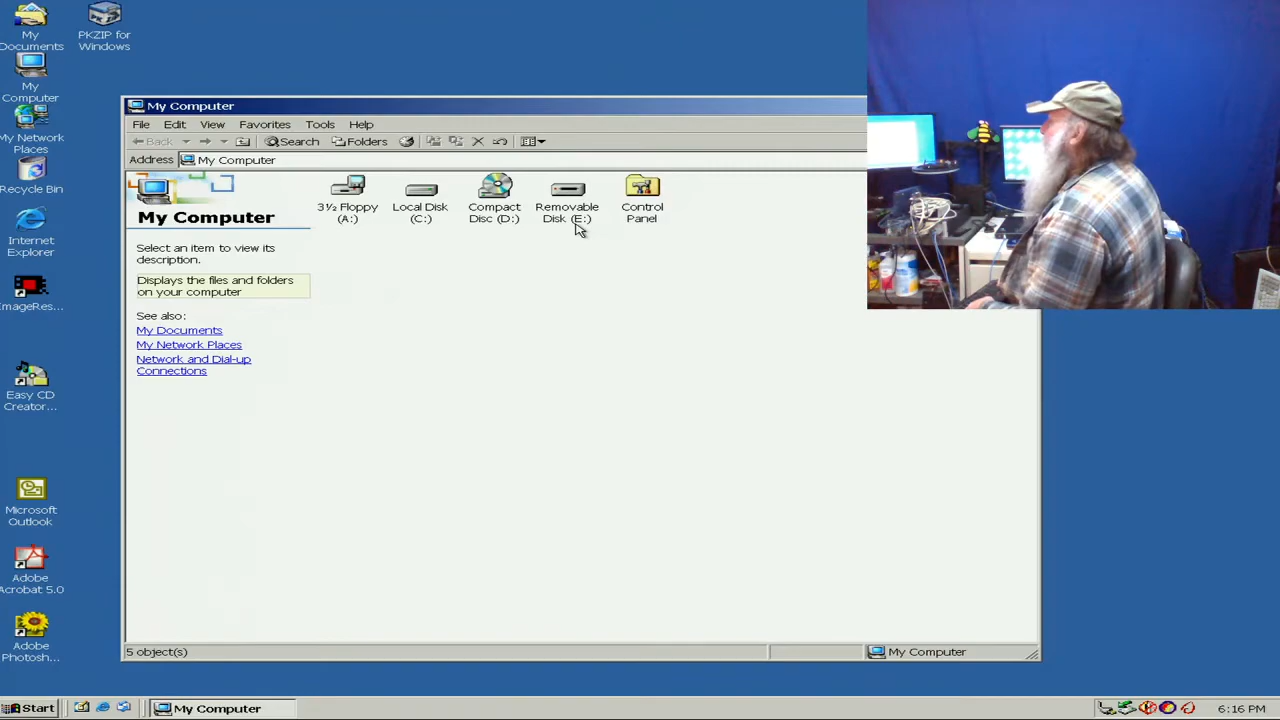 My
Documents
PKZIP for
Windows
My
Computer
My Network
Places
Recycle Bin
Internet
Explorer
ImageRes...
Easy CD
Creator...
Microsoft
Outlook
Adobe
Acrobat 5.0
Adobe
Photosh...
My Computer
File Edit View Favorites Tools Help
Back Search Folders
Address My Computer
My Computer
Select an item to view its
description.
Displays the files and folders
on your computer
See also:
My Documents
My Network Places
Network and Dial-up
Connections
3½ Floppy
(A:)
Local Disk
(C:)
Compact
Disc (D:)
Removable
Disk (E:)
Control
Panel
5 object(s)
My Computer
Start
My Computer
6:16 PM